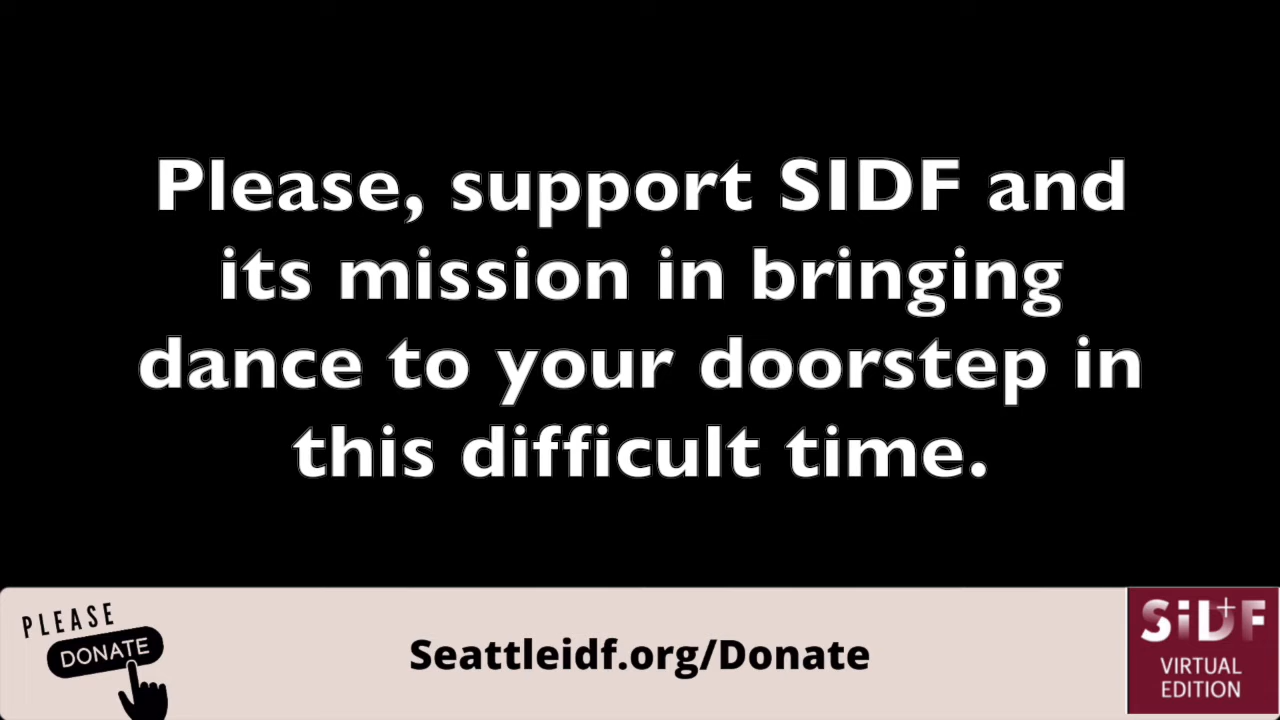 Please, support SIDF and
its mission in bringing
dance to your doorstep in
this difficult time.
PLEASE
DONATE
Seattleidf.org/Donate
SiDF
VIRTUAL
EDITION